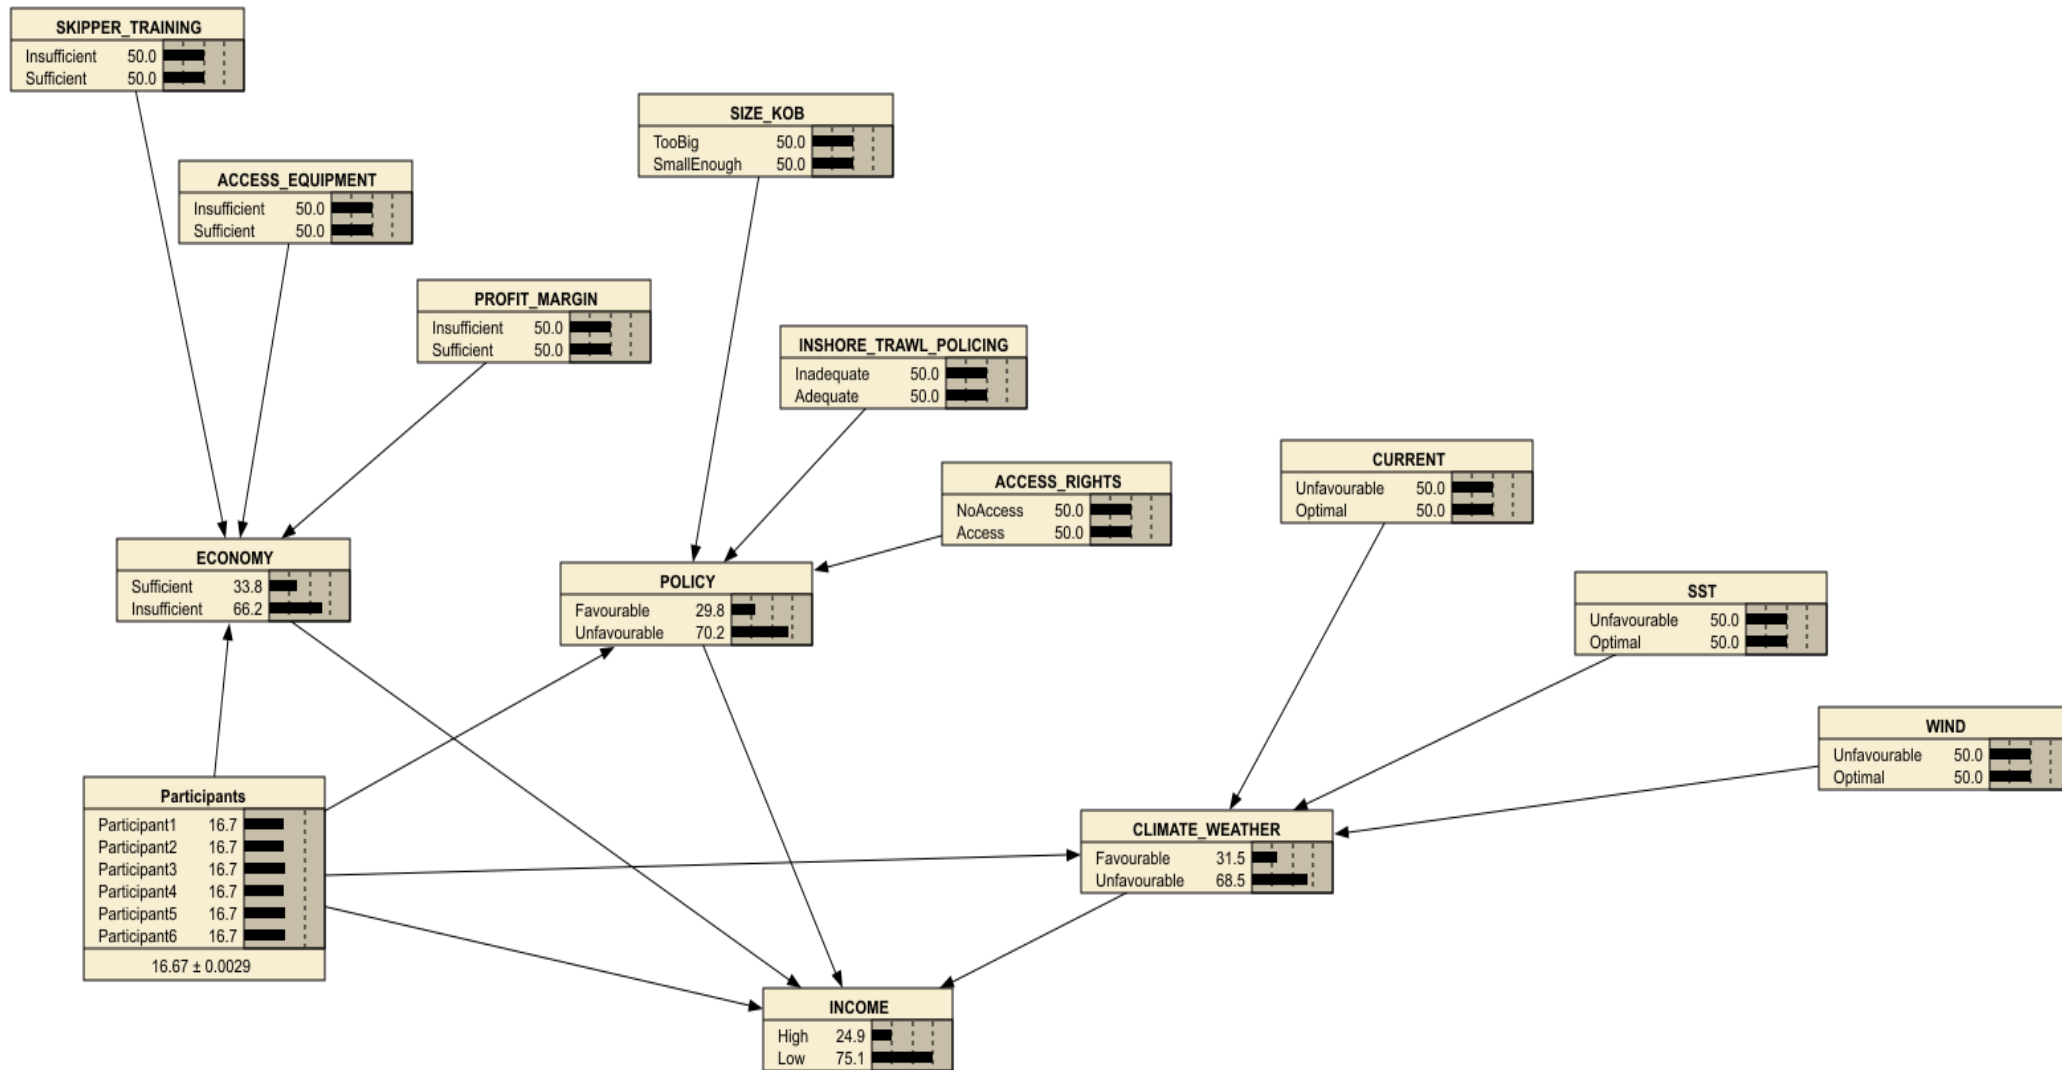 SKIPPER_TRAINING
Insufficient 50.0
Sufficient 50.0
ACCESS_EQUIPMENT
Insufficient 50.0
Sufficient 50.0
PROFIT_MARGIN
Insufficient 50.0
Sufficient 50.0
SIZE_KOB
TooBig 50.0
SmallEnough 50.0
INSHORE_TRAWL_POLICING
Inadequate 50.0
Adequate 50.0
ACCESS_RIGHTS
NoAccess 50.0
Access 50.0
CURRENT
Unfavourable 50.0
Optimal 50.0
SST
Unfavourable 50.0
Optimal 50.0
WIND
Unfavourable 50.0
Optimal 50.0
ECONOMY
Sufficient 33.8
Insufficient 66.2
POLICY
Favourable 29.8
Unfavourable 70.2
Participants
Participant1 16.7
Participant2 16.7
Participant3 16.7
Participant4 16.7
Participant5 16.7
Participant6 16.7
16.67 ± 0.0029
CLIMATE_WEATHER
Favourable 31.5
Unfavourable 68.5
INCOME
High 24.9
Low 75.1